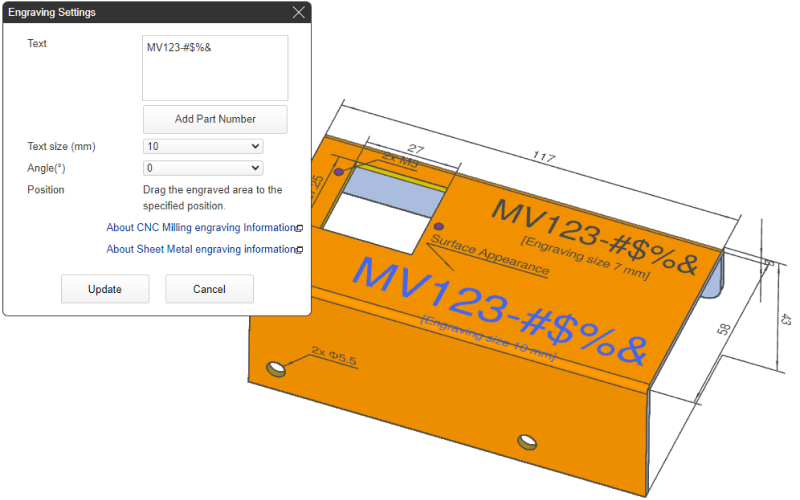 Engraving Settings
Text
MV123-#$%&
Add Part Number
Text size (mm)
10
Angle(°)
0
Position
Drag the engraved area to the
specified position.
About CNC Milling engraving Information
About Sheet Metal engraving information
Update
Cancel
117
27
2x M3
25
MV123-#$%&
[Engraving size 7 mm]
Surface Appearance
MV123-#$%&
[Engraving size 10 mm]
2x Φ5.5
58
43